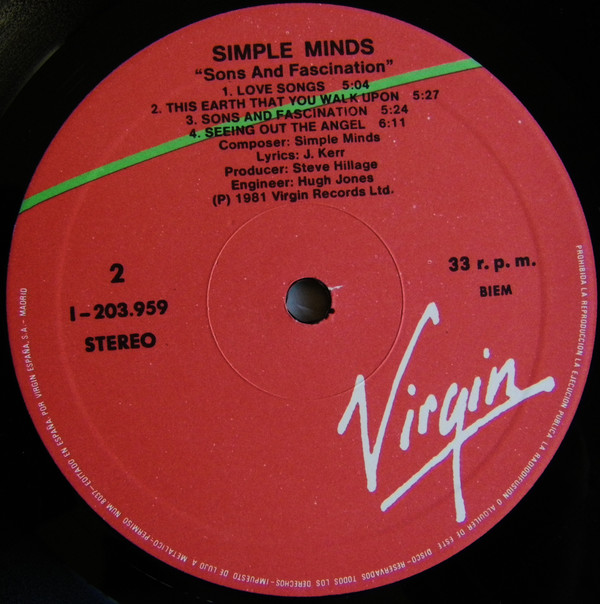 SIMPLE MINDS
"Sons And Fascination"
1. LOVE SONGS 5:04
2. THIS EARTH THAT YOU WALK UPON 5:27
3. SONS AND FASCINATION 5:24
4. SEEING OUT THE ANGEL 6:11
Composer: Simple Minds
Lyrics: J. Kerr
Producer: Steve Hillage
Engineer: Hugh Jones
(P) 1981 Virgin Records Ltd.
2
I-203.959
STEREO
33 r. p. m.
BIEM
Virgin
PROHIBIDA LA REPRODUCCION LA EJECUCION PUBLICA LA RADIODIFUSION O ALQUILER DE ESTE DISCO-RESERVADOS TODOS LOS DERECHOS-IMPUESTO DE LUJO A METALICO-PERMISO NUM. 8037-EDITADO EN ESPAÑA POR VIRGIN ESPAÑA, S.A. - MADRID